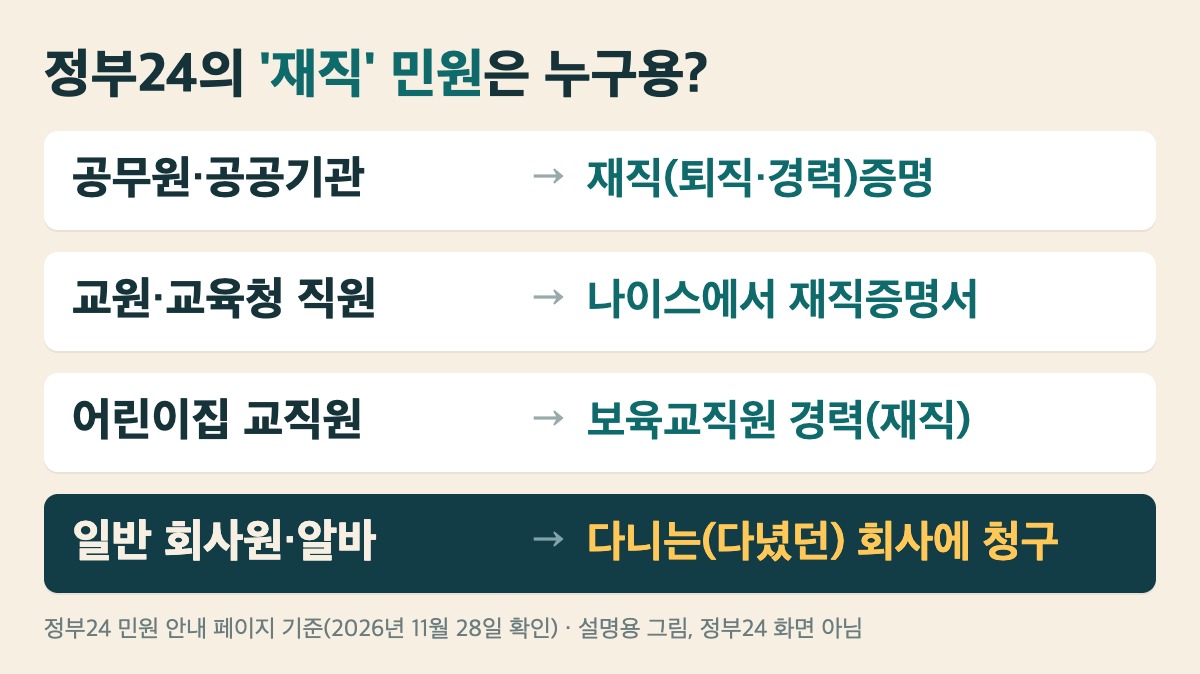 정부24의 '재직' 민원은 누구용?
공무원·공공기관 → 재직(퇴직·경력)증명
교원·교육청 직원 → 나이스에서 재직증명서
어린이집 교직원 → 보육교직원 경력(재직)
일반 회사원·알바 → 다니는(다녔던) 회사에 청구
정부24 민원 안내 페이지 기준(2026년 11월 28일 확인) · 설명용 그림, 정부24 화면 아님